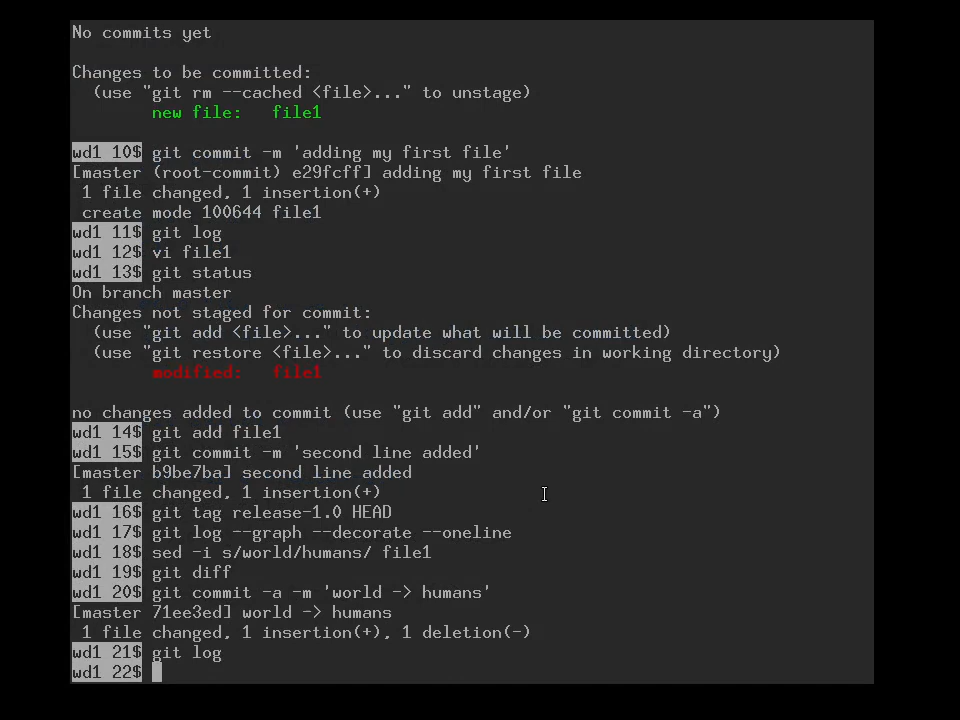 No commits yet
Changes to be committed:
(use "git rm --cached <file>..." to unstage)
new file: file1
wd1 10$ git commit -m 'adding my first file'
[master (root-commit) e29fcff] adding my first file
1 file changed, 1 insertion(+)
create mode 100644 file1
wd1 11$ git log
wd1 12$ vi file1
wd1 13$ git status
On branch master
Changes not staged for commit:
(use "git add <file>..." to update what will be committed)
(use "git restore <file>..." to discard changes in working directory)
modified: file1
no changes added to commit (use "git add" and/or "git commit -a")
wd1 14$ git add file1
wd1 15$ git commit -m 'second line added'
[master b9be7ba] second line added
1 file changed, 1 insertion(+)
wd1 16$ git tag release-1.0 HEAD
wd1 17$ git log --graph --decorate --oneline
wd1 18$ sed -i s/world/humans/ file1
wd1 19$ git diff
wd1 20$ git commit -a -m 'world -> humans'
[master 71ee3ed] world -> humans
1 file changed, 1 insertion(+), 1 deletion(-)
wd1 21$ git log
wd1 22$